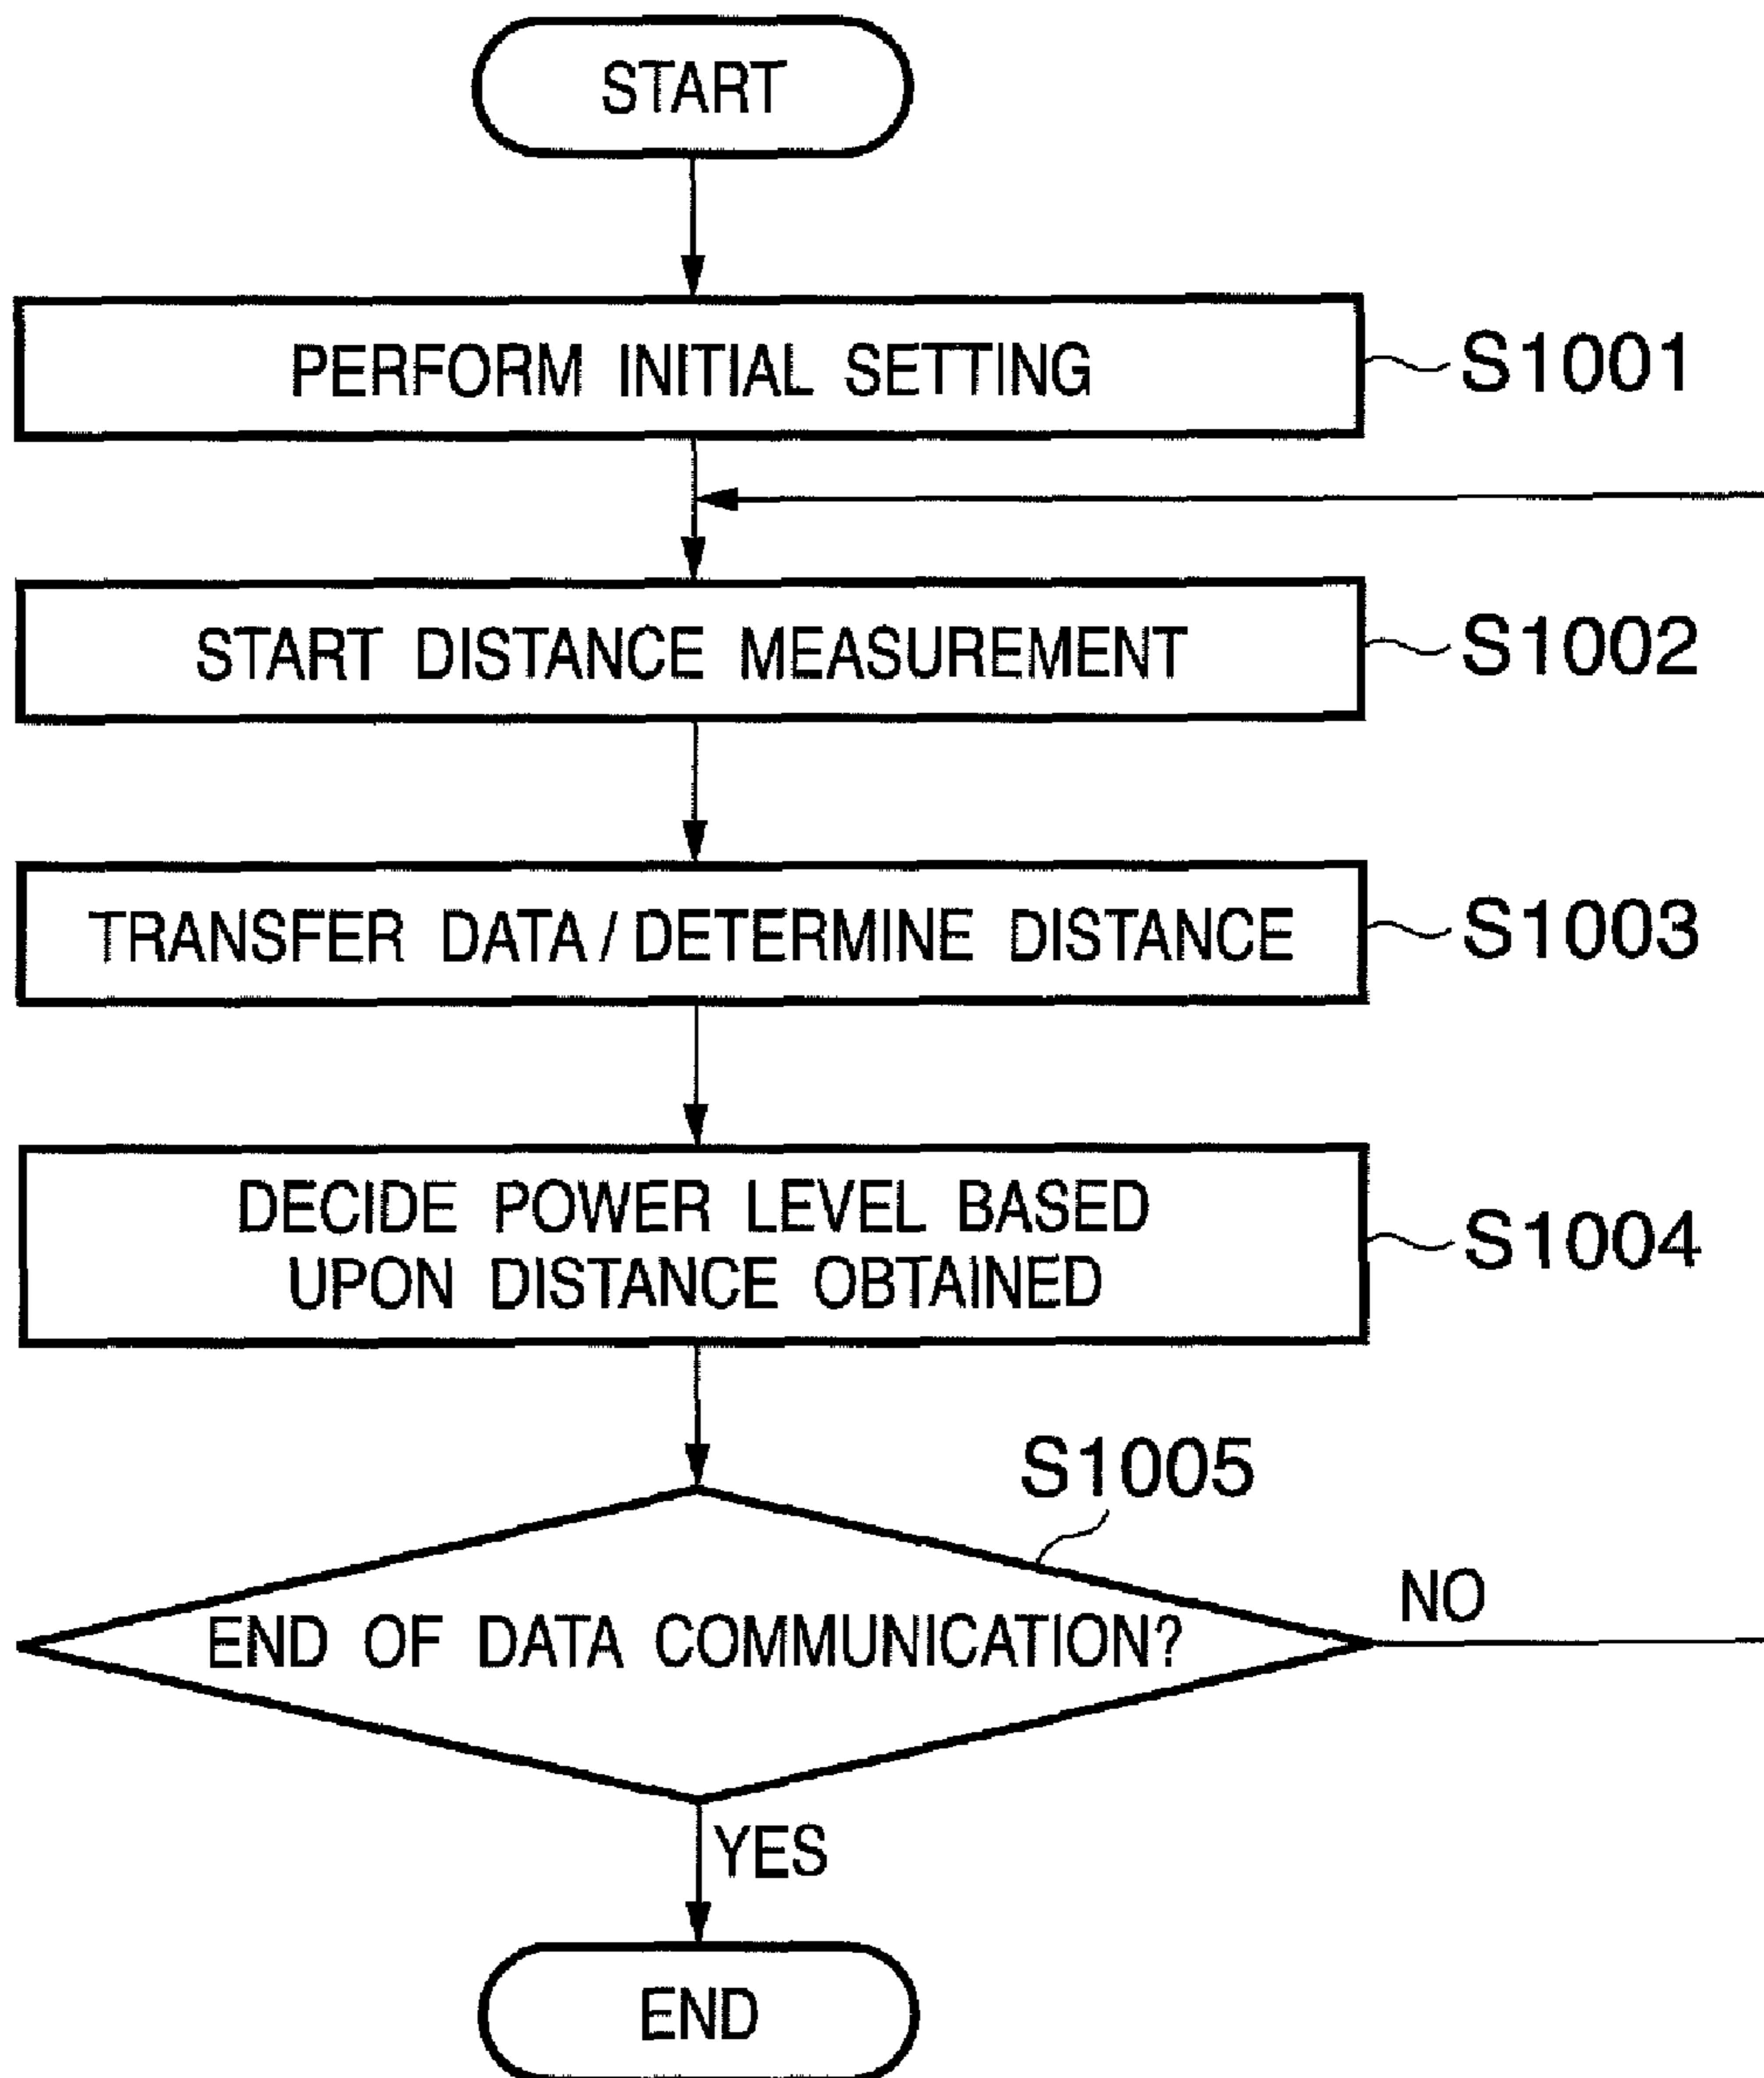 START
PERFORM INITIAL SETTING
S1001
START DISTANCE MEASUREMENT
S1002
TRANSFER DATA / DETERMINE DISTANCE
S1003
DECIDE POWER LEVEL BASED
UPON DISTANCE OBTAINED
S1004
S1005
END OF DATA COMMUNICATION?
NO
YES
END